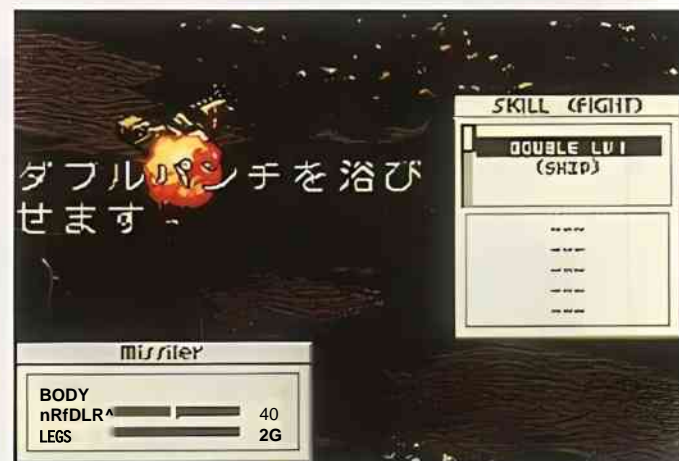 ダブルパンチを浴び
せます
SKILL (FIGHT)
DOUBLE LV1
(SKIP)
---
---
---
---
---
Missiler
BODY
40
LEGS 2G